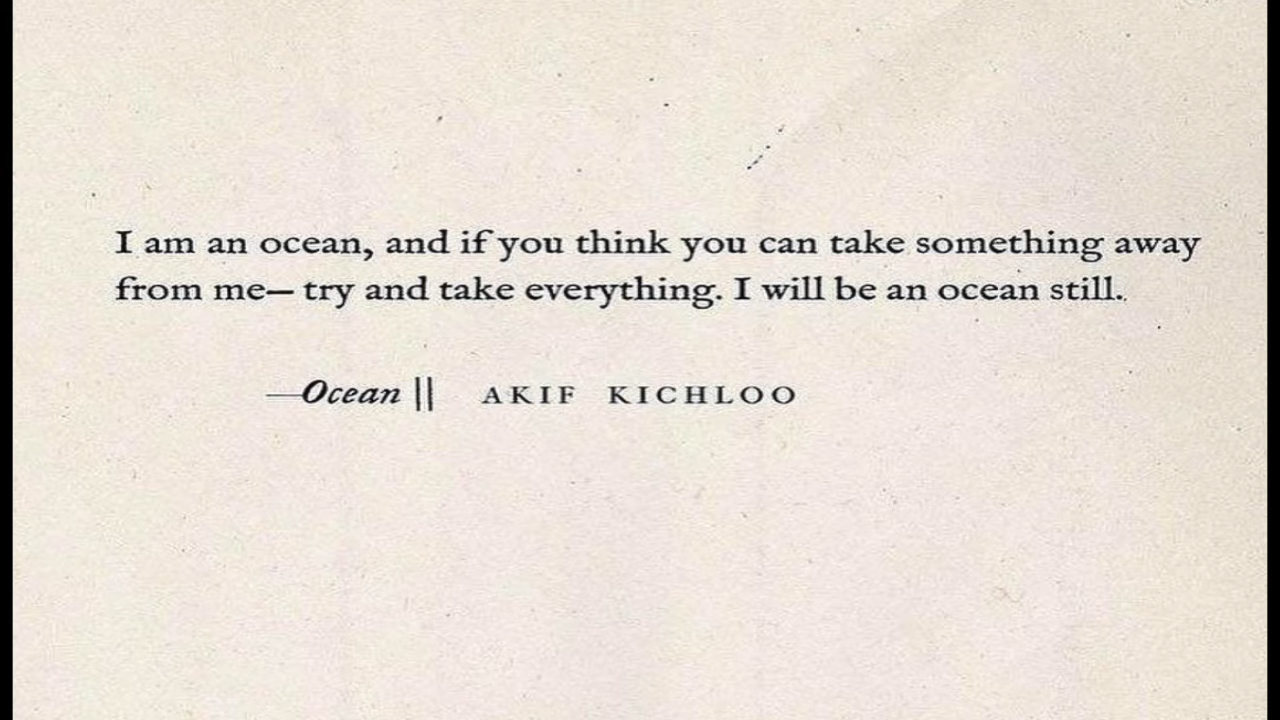 I am an ocean, and if you think you can take something away
from me— try and take everything. I will be an ocean still.
—Ocean || AKIF KICHLOO